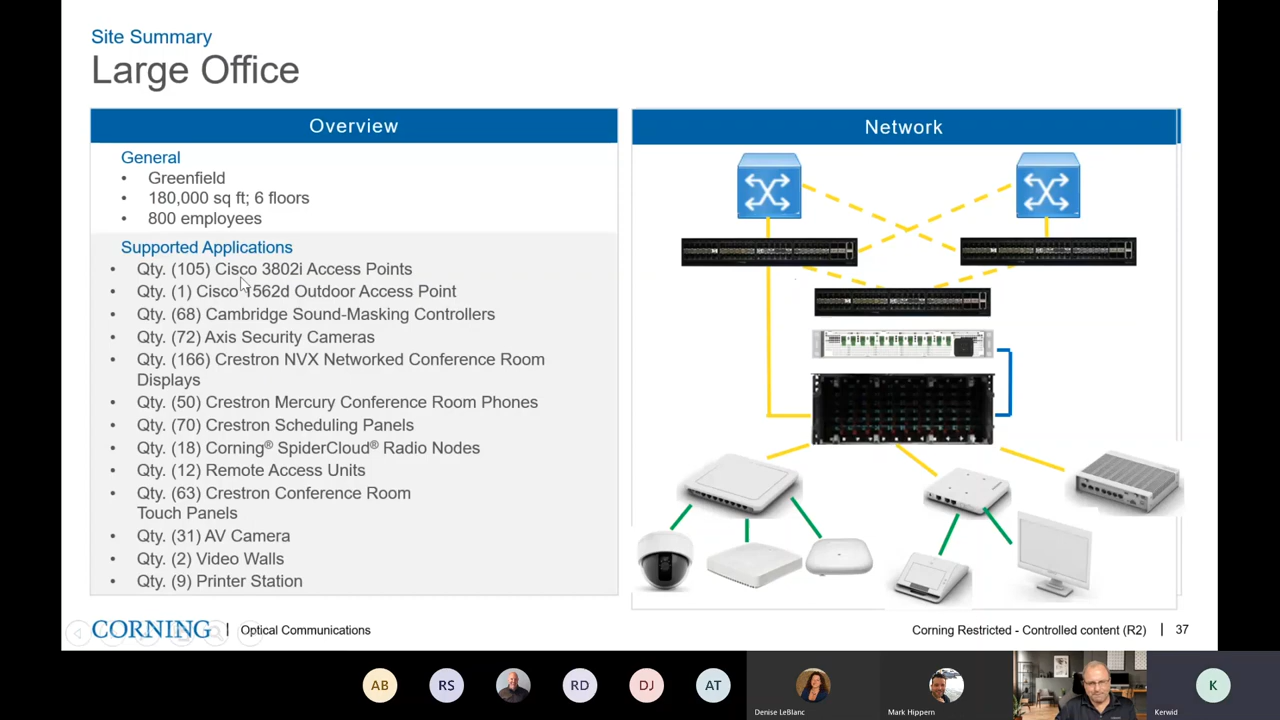 Site Summary
Large Office
Overview
General
• Greenfield
• 180,000 sq ft; 6 floors
• 800 employees
Supported Applications
• Qty. (105) Cisco 3802i Access Points
• Qty. (1) Cisco 1562d Outdoor Access Point
• Qty. (68) Cambridge Sound-Masking Controllers
• Qty. (72) Axis Security Cameras
• Qty. (166) Crestron NVX Networked Conference Room
Displays
• Qty. (50) Crestron Mercury Conference Room Phones
• Qty. (70) Crestron Scheduling Panels
• Qty. (18) Corning® SpiderCloud® Radio Nodes
• Qty. (12) Remote Access Units
• Qty. (63) Crestron Conference Room
Touch Panels
• Qty. (31) AV Camera
• Qty. (2) Video Walls
• Qty. (9) Printer Station
Network
CORNING | Optical Communications
Corning Restricted - Controlled content (R2) | 37
AB
RS
RD
DJ
AT
K
Denise LeBlanc
Mark Hippern
Kerwid